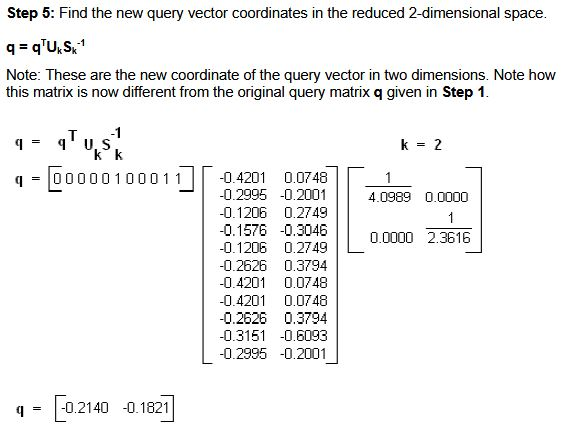 Step 5: Find the new query vector coordinates in the reduced 2-dimensional space.
q = qᵀUₖSₖ⁻¹
Note: These are the new coordinate of the query vector in two dimensions. Note how
this matrix is now different from the original query matrix q given in Step 1.
q = qᵀ Uₖ Sₖ⁻¹ k = 2
q = [0 0 0 0 0 1 0 0 0 1 1]
-0.4201 0.0748
-0.2995 -0.2001
-0.1206 0.2749
-0.1576 -0.3046
-0.1206 0.2749
-0.2626 0.3794
-0.4201 0.0748
-0.4201 0.0748
-0.2626 0.3794
-0.3151 -0.6093
-0.2995 -0.2001
1
4.0989 0.0000
1
0.0000 2.3616
q = [-0.2140 -0.1821]